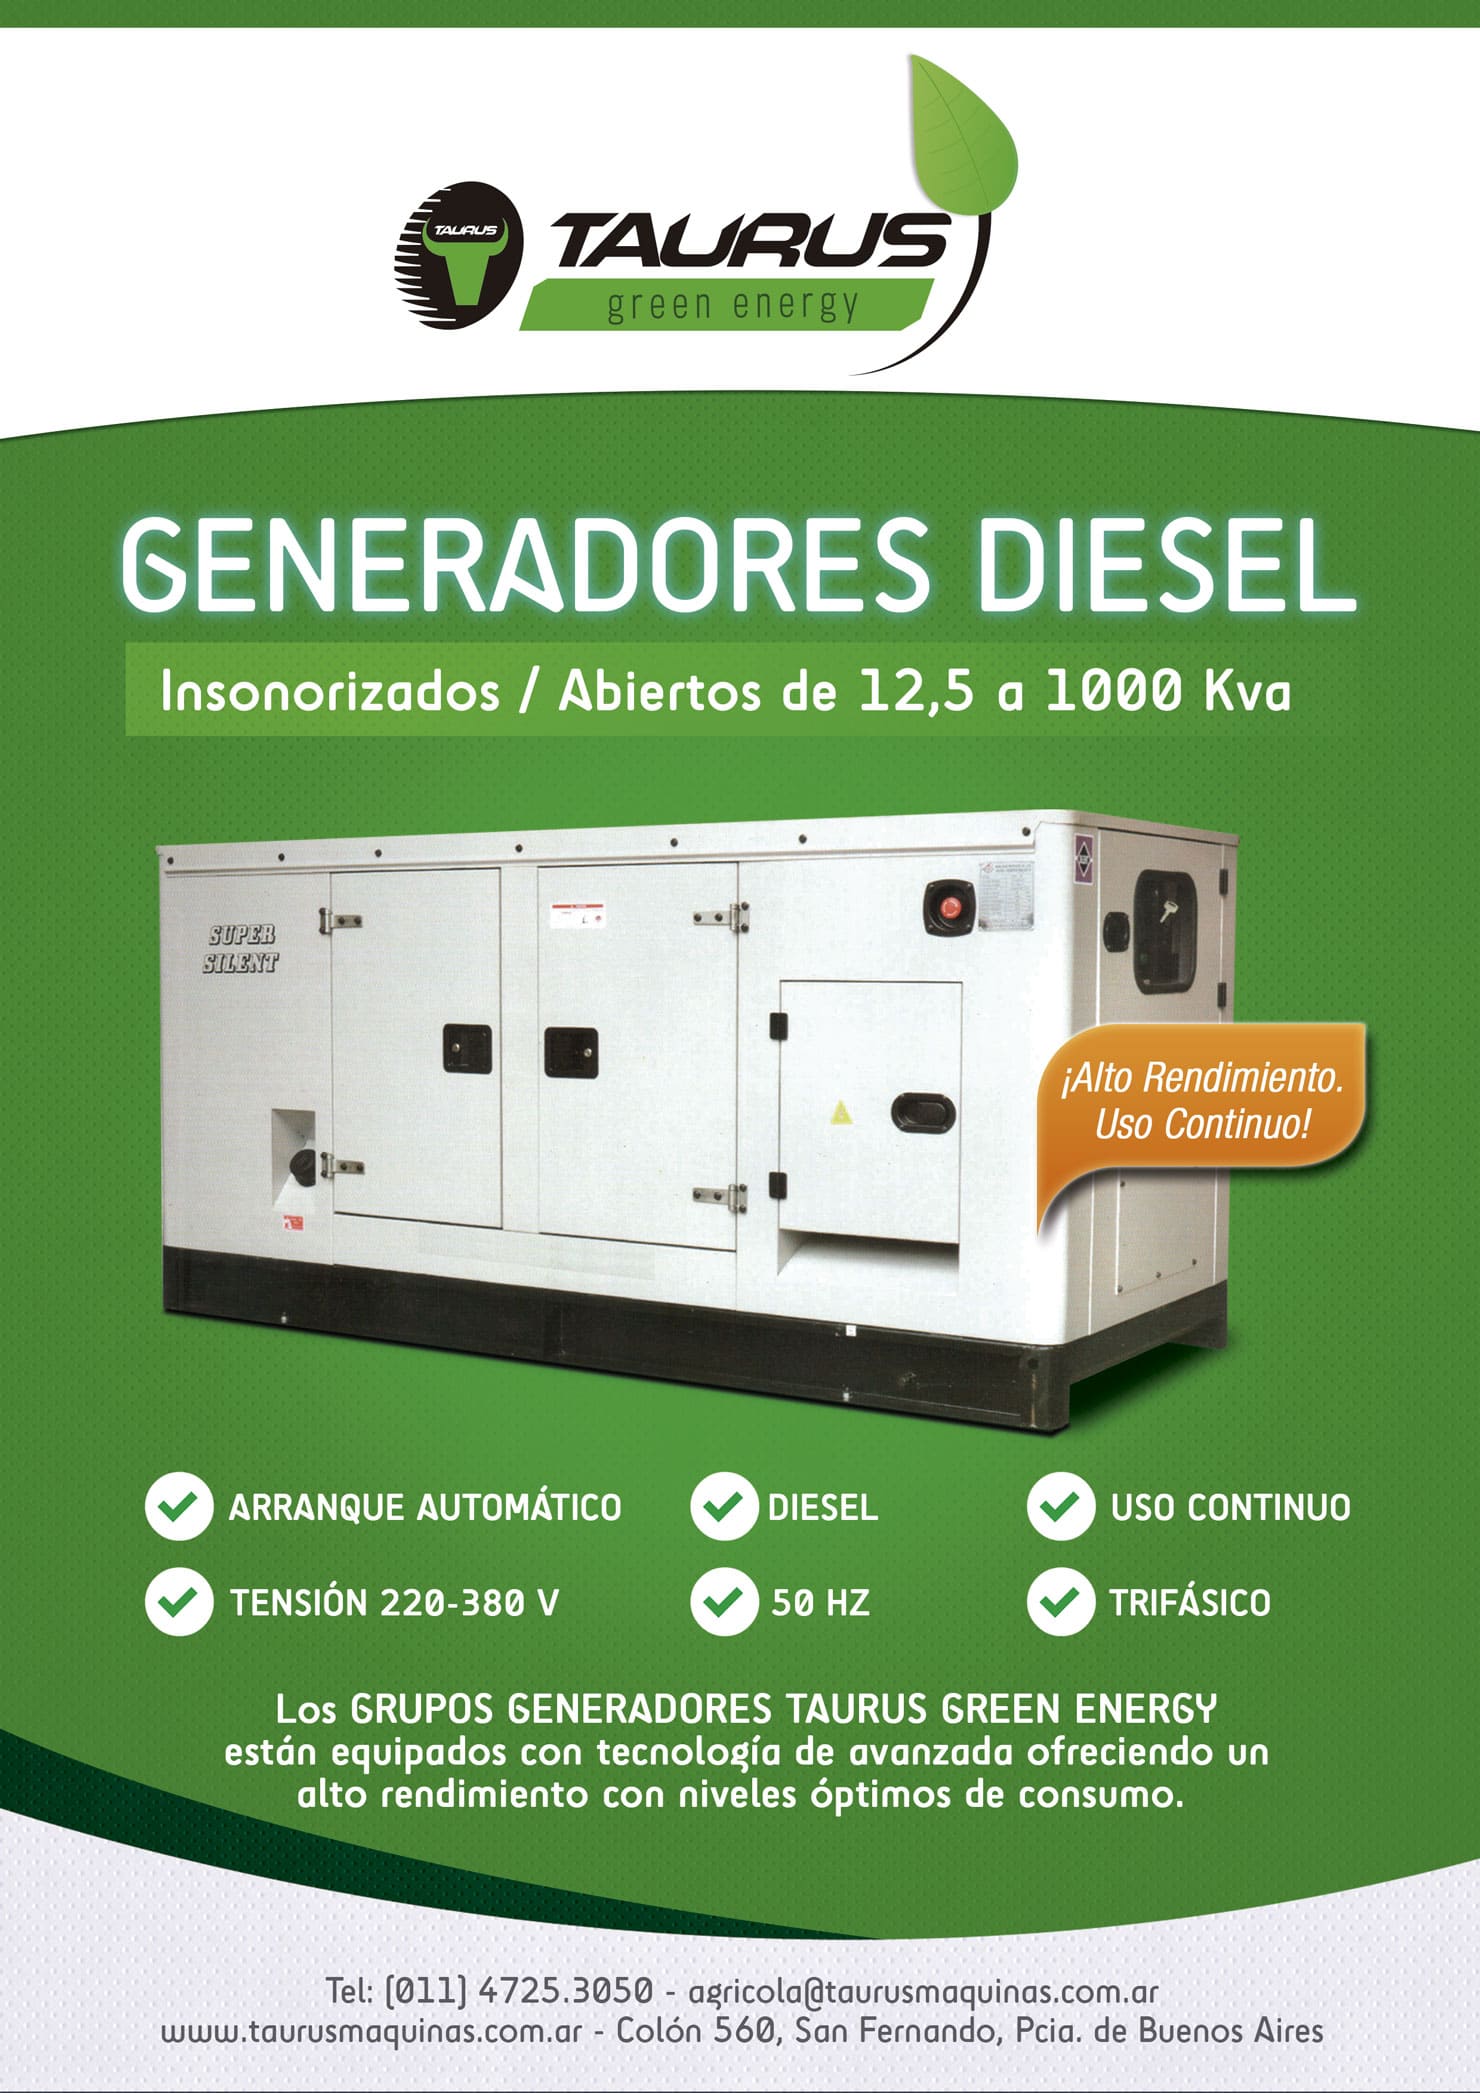 TAURUS
TAURUS
green energy
GENERADORES DIESEL
Insonorizados / Abiertos de 12,5 a 1000 Kva
SUPER
SILENT
¡Alto Rendimiento.
Uso Continuo!
ARRANQUE AUTOMÁTICO
DIESEL
USO CONTINUO
TENSIÓN 220-380 V
50 HZ
TRIFÁSICO
Los GRUPOS GENERADORES TAURUS GREEN ENERGY
están equipados con tecnología de avanzada ofreciendo un
alto rendimiento con niveles óptimos de consumo.
Tel: (011) 4725.3050 - agricola@taurusmaquinas.com.ar
www.taurusmaquinas.com.ar - Colón 560, San Fernando, Pcia. de Buenos Aires